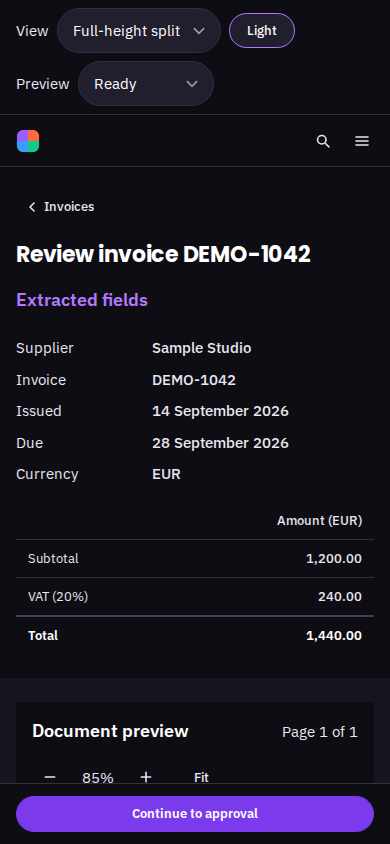 View Full-height split Light
Preview Ready
Invoices
Review invoice DEMO-1042
Extracted fields
Supplier Sample Studio
Invoice DEMO-1042
Issued 14 September 2026
Due 28 September 2026
Currency EUR
Amount (EUR)
Subtotal 1,200.00
VAT (20%) 240.00
Total 1,440.00
Document preview Page 1 of 1
85% Fit
Continue to approval